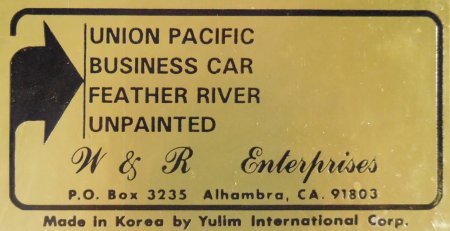 UNION PACIFIC
BUSINESS CAR
FEATHER RIVER
UNPAINTED
W & R Enterprises
P.O. Box 3235 Alhambra, CA. 91803
Made in Korea by Yulim International Corp.